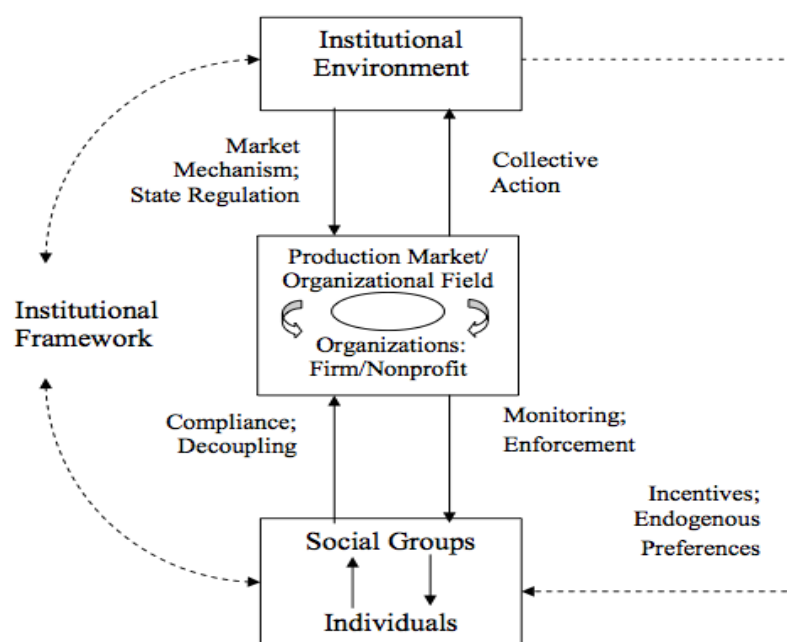 Institutional
Environment
Market
Mechanism;
State Regulation
Collective
Action
Production Market/
Organizational Field
Organizations:
Firm/Nonprofit
Institutional
Framework
Compliance;
Decoupling
Monitoring;
Enforcement
Incentives;
Endogenous
Preferences
Social Groups
Individuals